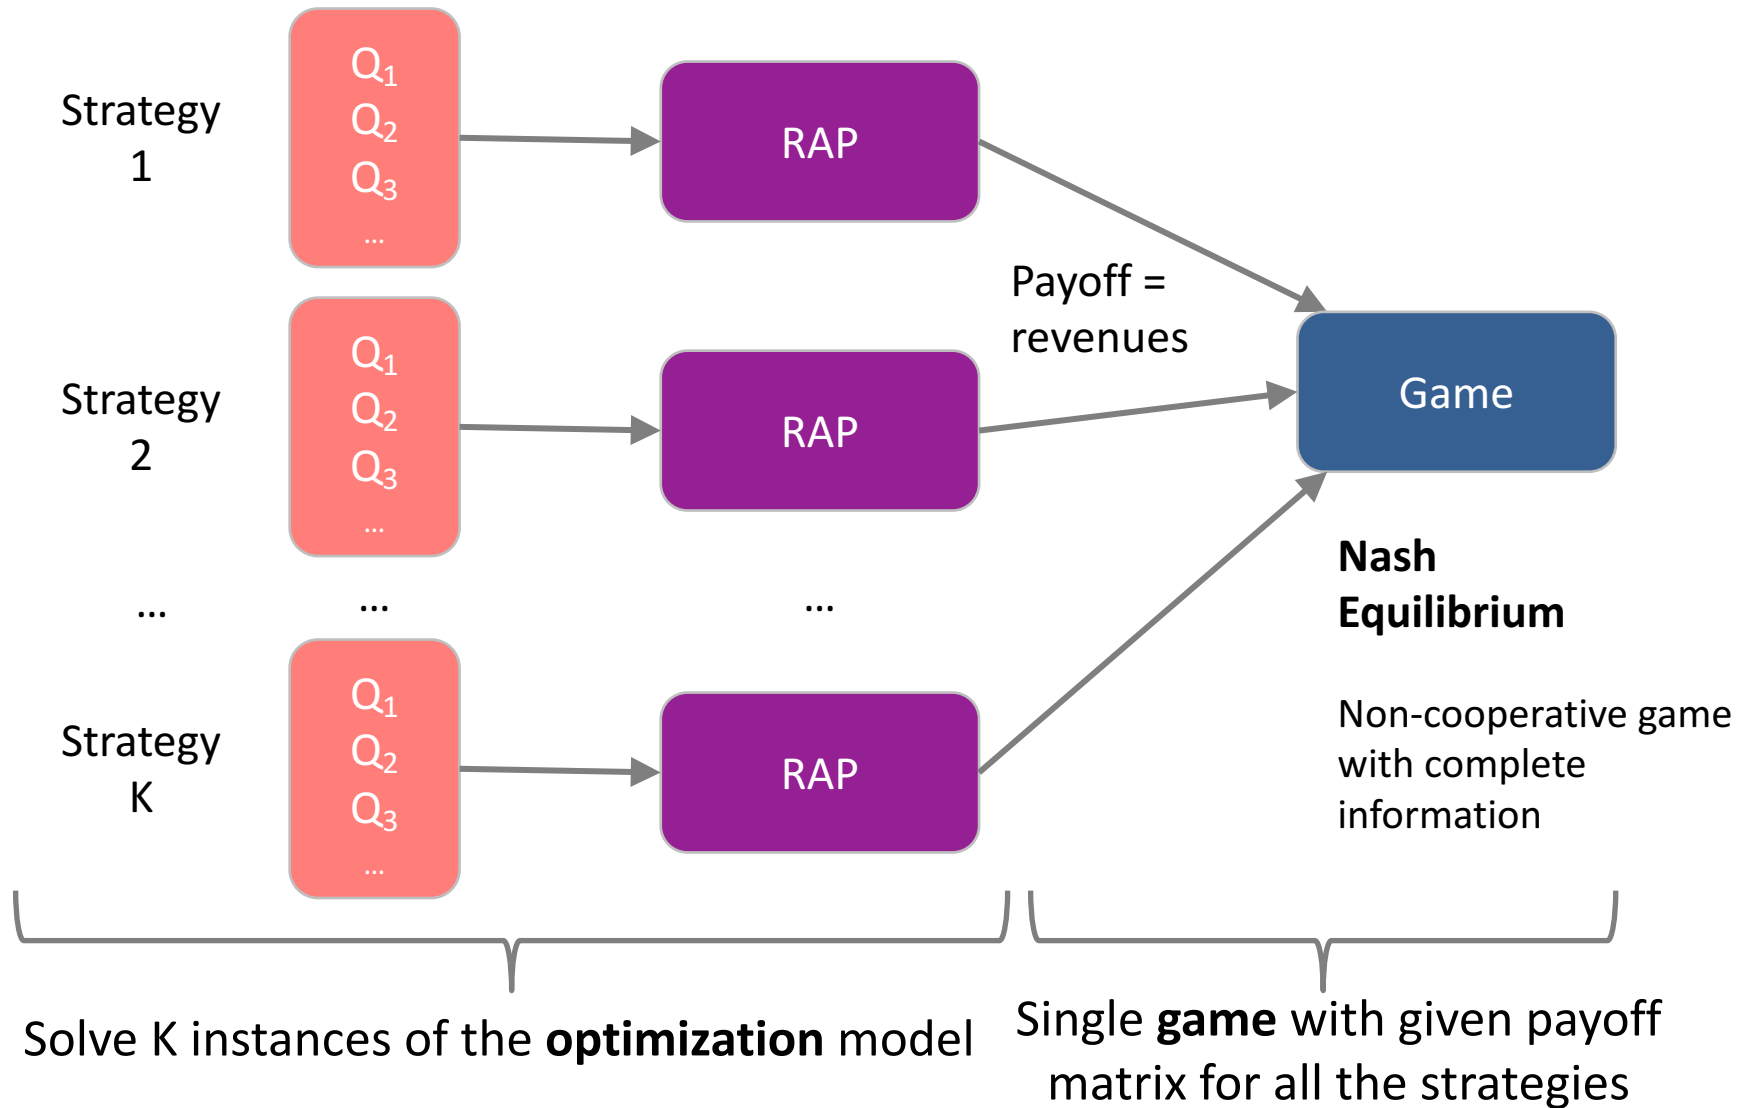 Strategy
1
Q1
Q2
Q3
...
RAP
Payoff =
revenues
Strategy
2
Q1
Q2
Q3
...
RAP
Game
Nash
Equilibrium
...
...
...
Strategy
K
Q1
Q2
Q3
...
RAP
Non-cooperative game
with complete
information
Solve K instances of the optimization model
Single game with given payoff
matrix for all the strategies